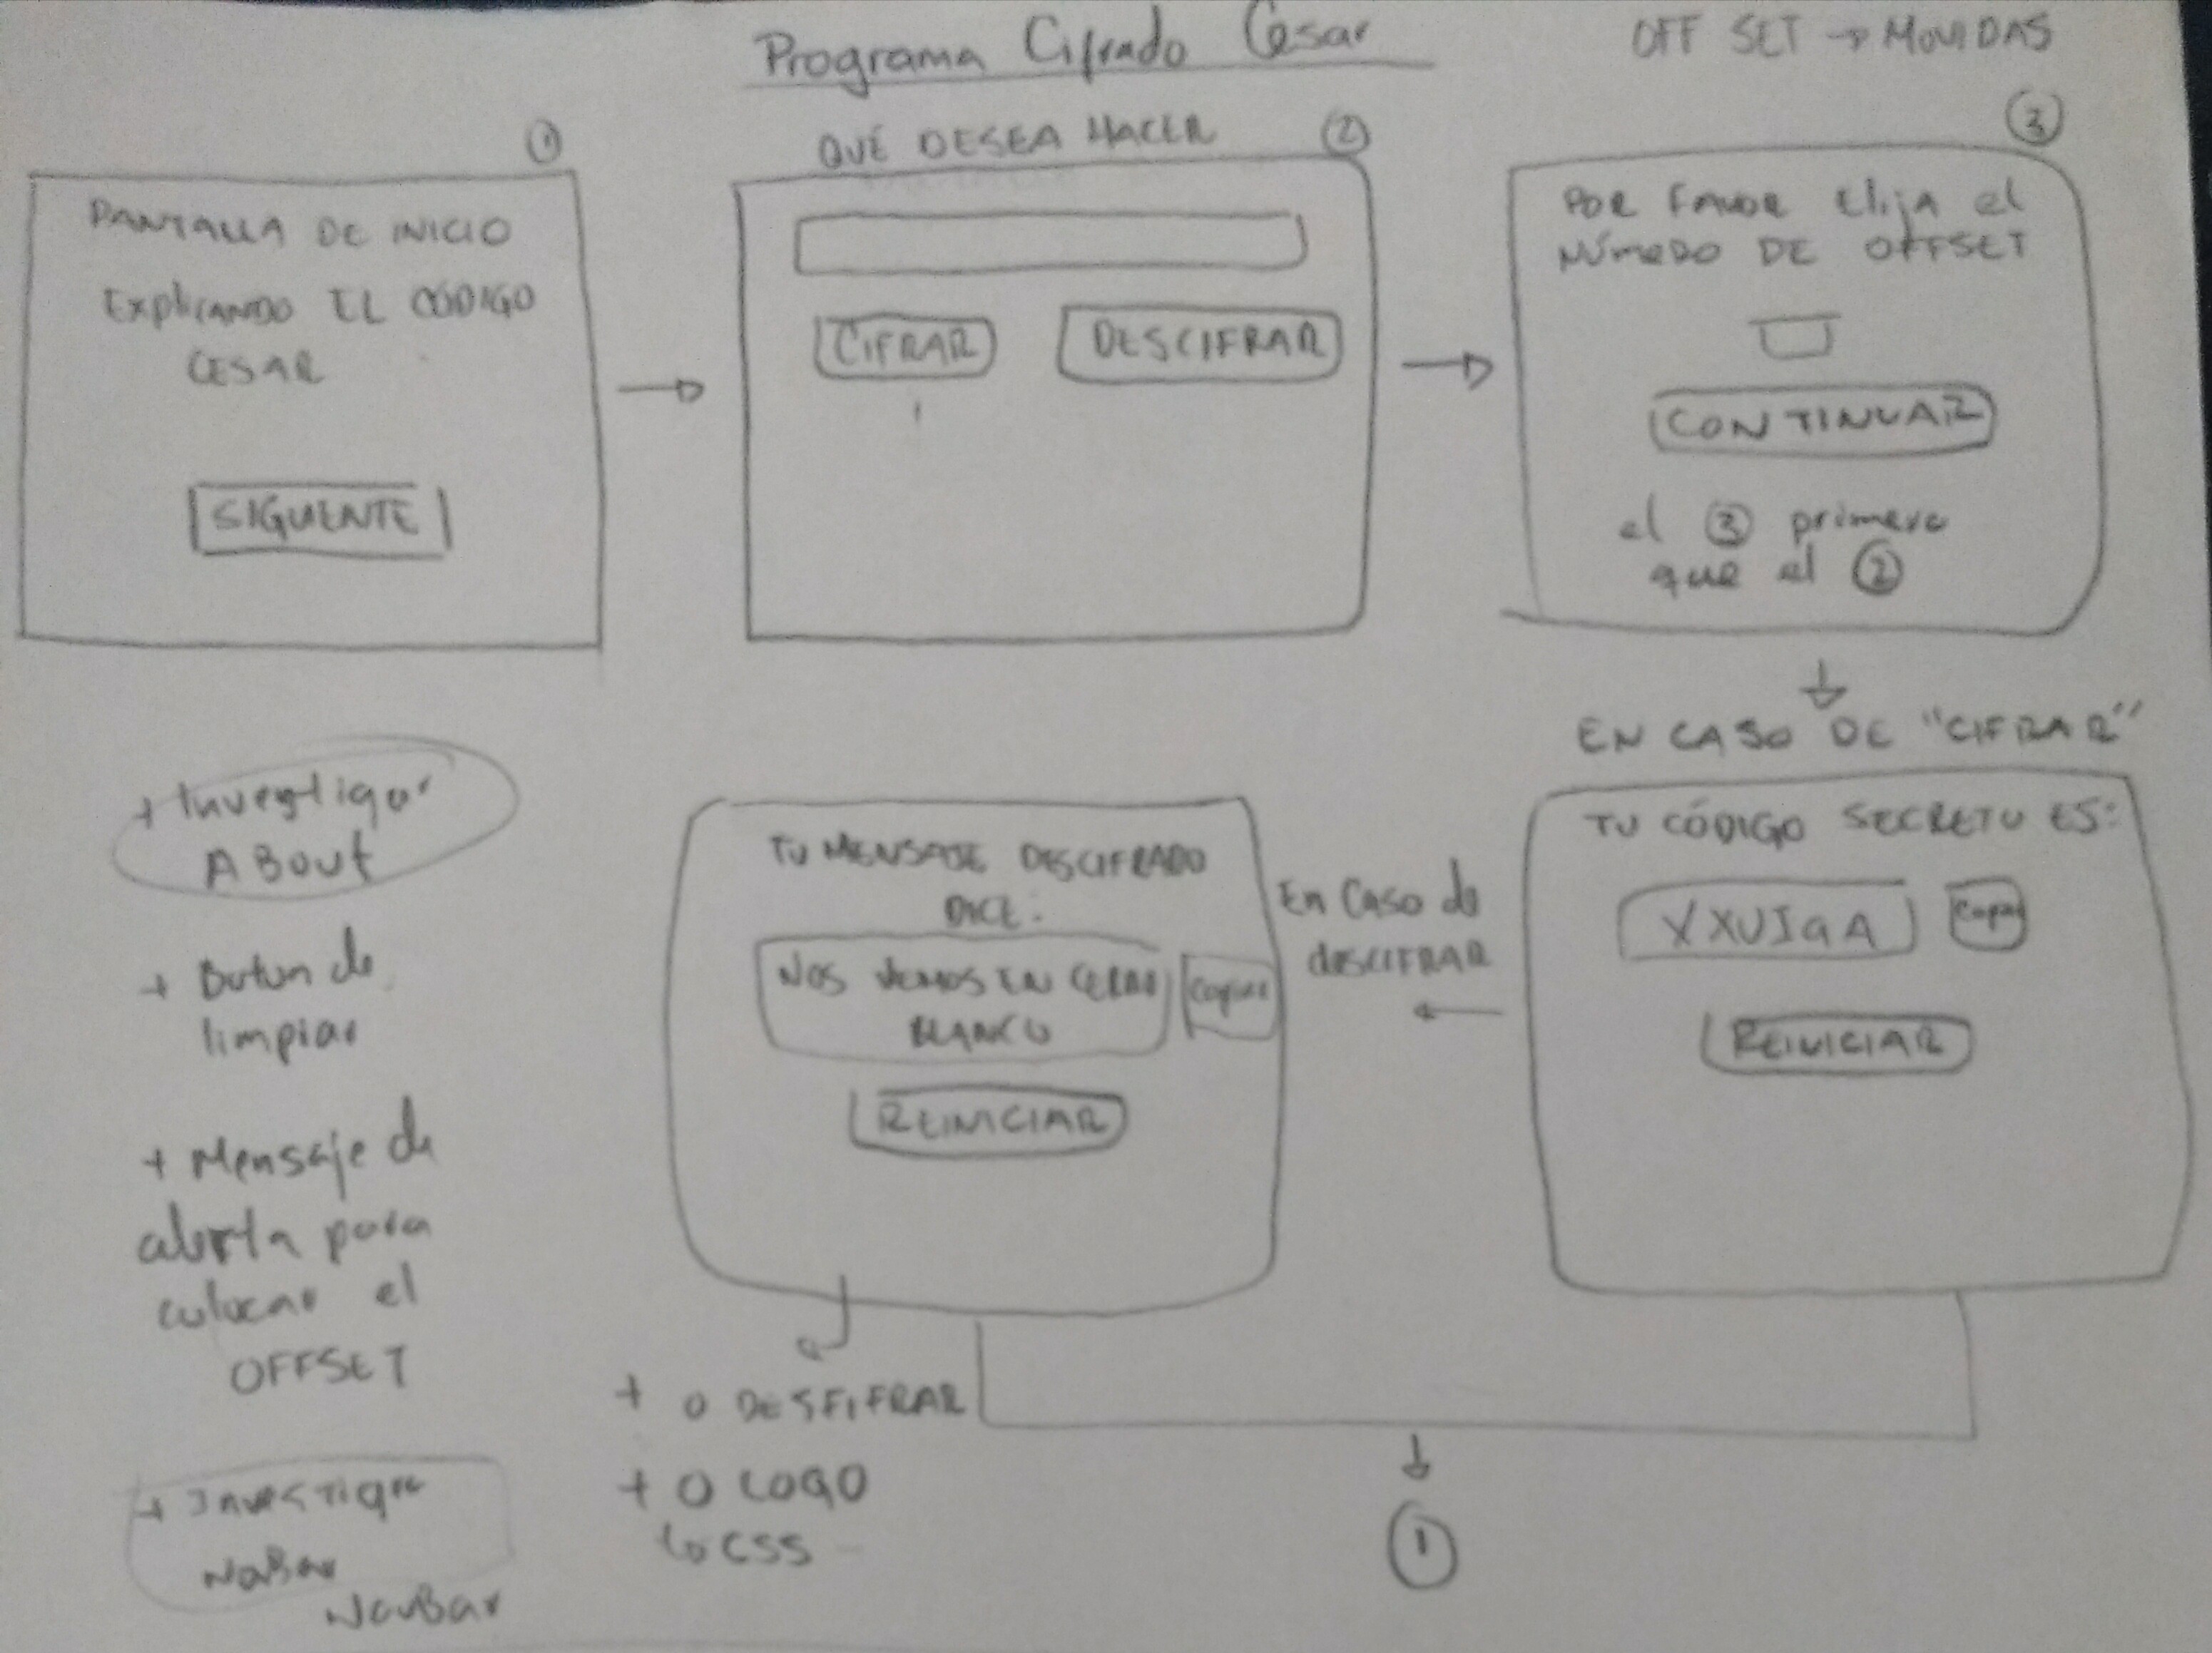 Programa Cifrado Cesar
OFF SET → MOVIDAS
①
PANTALLA DE INICIO
Explicando EL CÓDIGO
CESAR
SIGUENTE
QUÉ DESEA HACER
②
CIFRAR
DESCIFRAR
③
POR FAVOR Elija el
NÚMERO DE OFFSET
CONTINUAR
el ③ primero
que el ②
EN CASO DE "CIFRAR"
TU CÓDIGO SECRETO ES:
XXUIGA
Copiar
REINICIAR
En Caso de
desCIFRAR
TU MENSAJE DESCIFRADO
DICE:
NOS VEMOS EN CERRO
BLANCO
Copiar
REINICIAR
+ Investigar
ABout
+ Buton de
limpiar
+ Mensaje de
alerta para
colocar el
OFFSET
+ Investigar
NaBar
NavBar
+ O DESFIFRAR
+ O LOGO
↳ CSS
①